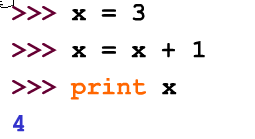 >>> x = 3
>>> x = x + 1
>>> print x
4